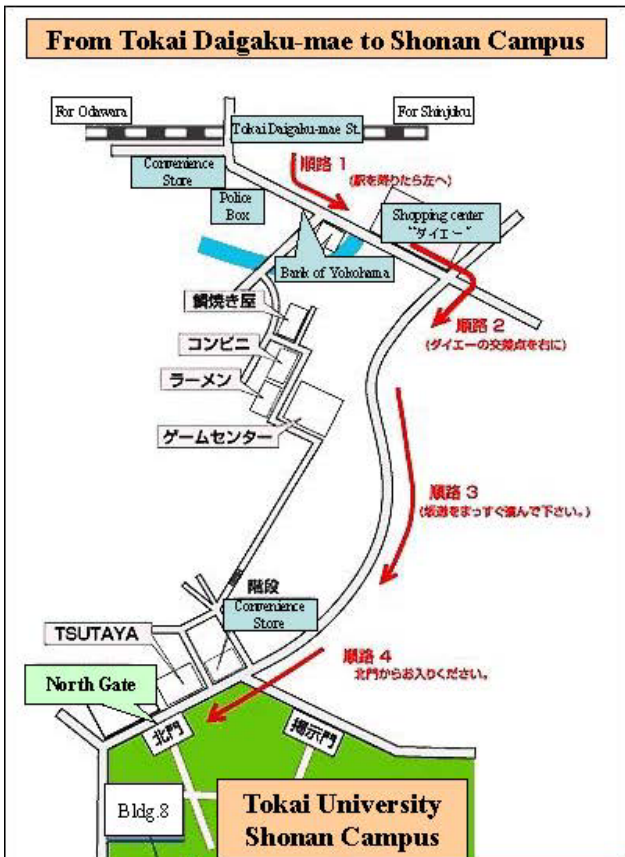 From Tokai Daigaku-mae to Shonan Campus
For Odawara
For Shinjuku
Tokai Daigaku-mae St.
順路 1
(駅を降りたら左へ)
Convenience
Store
Police
Box
Shopping center
"ダイエー"
Bank of Yokohama
鯛焼き屋
順路 2
(ダイエーの交差点を右に)
コンビニ
ラーメン
ゲームセンター
順路 3
(坂道をまっすぐ進んで下さい。)
階段
Convenience
Store
TSUTAYA
順路 4
北門からお入りください。
North Gate
北門
掲示門
Bldg.8
Tokai University
Shonan Campus